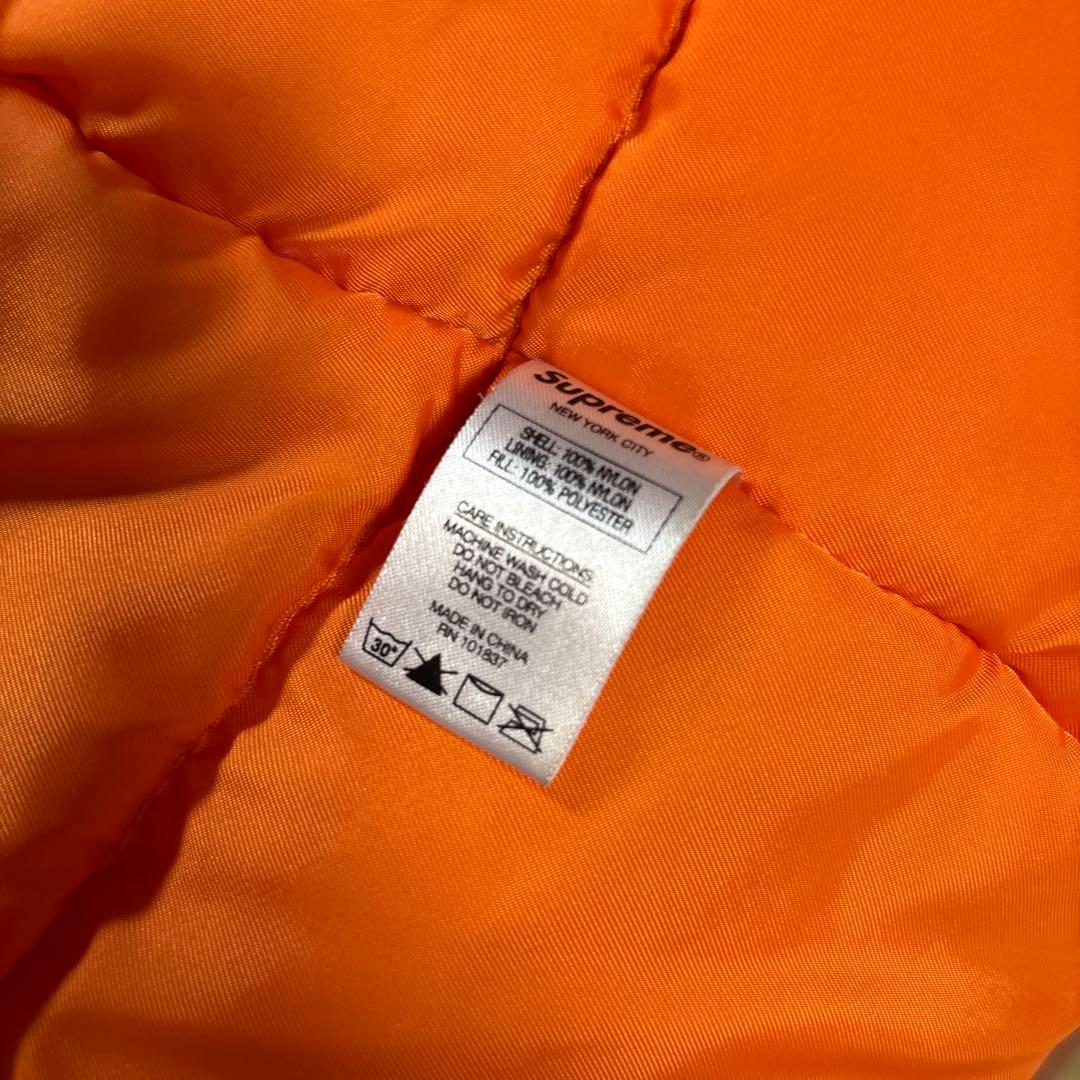 Supreme®
NEW YORK CITY
SHELL: 100% NYLON
LINING: 100% NYLON
FILL: 100% POLYESTER
CARE INSTRUCTIONS:
MACHINE WASH COLD
DO NOT BLEACH
HANG TO DRY
DO NOT IRON
MADE IN CHINA
RN 101837
30°